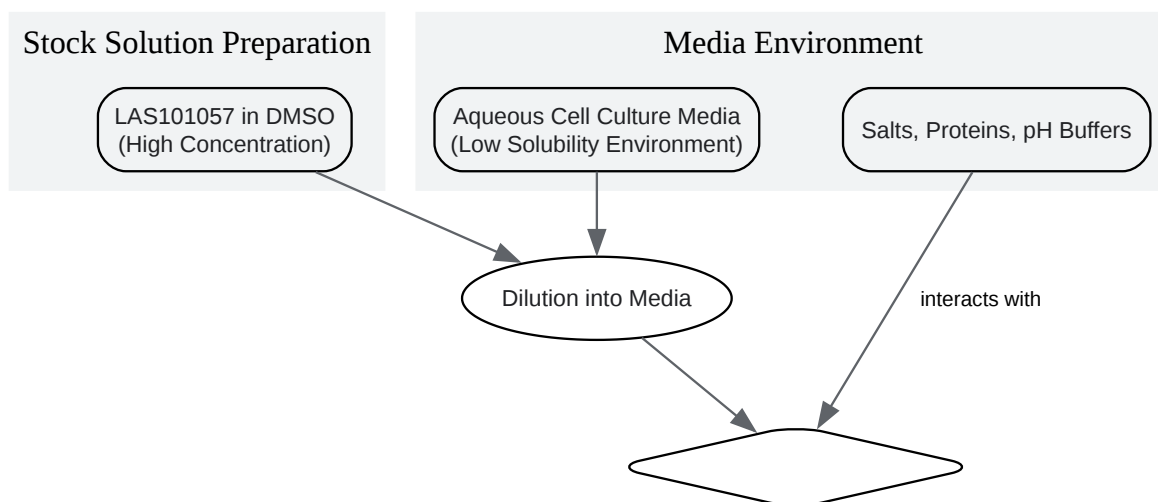 Stock Solution Preparation
Media Environment
LAS101057 in DMSO
(High Concentration)
Aqueous Cell Culture Media
(Low Solubility Environment)
Salts, Proteins, pH Buffers
interacts with
Dilution into Media